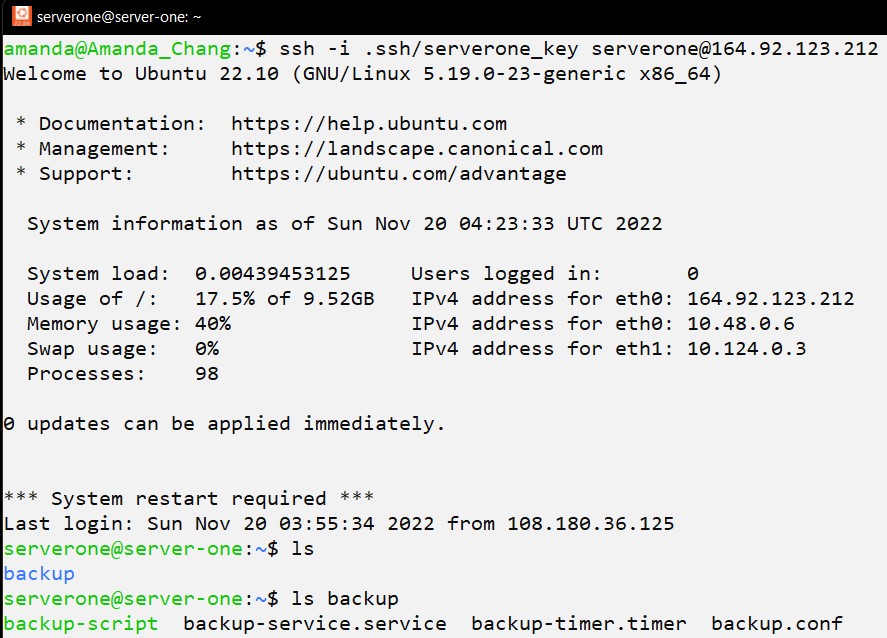 serverone@server-one: ~
amanda@Amanda_Chang:~$ ssh -i .ssh/serverone_key serverone@164.92.123.212
Welcome to Ubuntu 22.10 (GNU/Linux 5.19.0-23-generic x86_64)
* Documentation: https://help.ubuntu.com
* Management: https://landscape.canonical.com
* Support: https://ubuntu.com/advantage
System information as of Sun Nov 20 04:23:33 UTC 2022
System load: 0.00439453125 Users logged in: 0
Usage of /: 17.5% of 9.52GB IPv4 address for eth0: 164.92.123.212
Memory usage: 40% IPv4 address for eth0: 10.48.0.6
Swap usage: 0% IPv4 address for eth1: 10.124.0.3
Processes: 98
0 updates can be applied immediately.
*** System restart required ***
Last login: Sun Nov 20 03:55:34 2022 from 108.180.36.125
serverone@server-one:~$ ls
backup
serverone@server-one:~$ ls backup
backup-script backup-service.service backup-timer.timer backup.conf